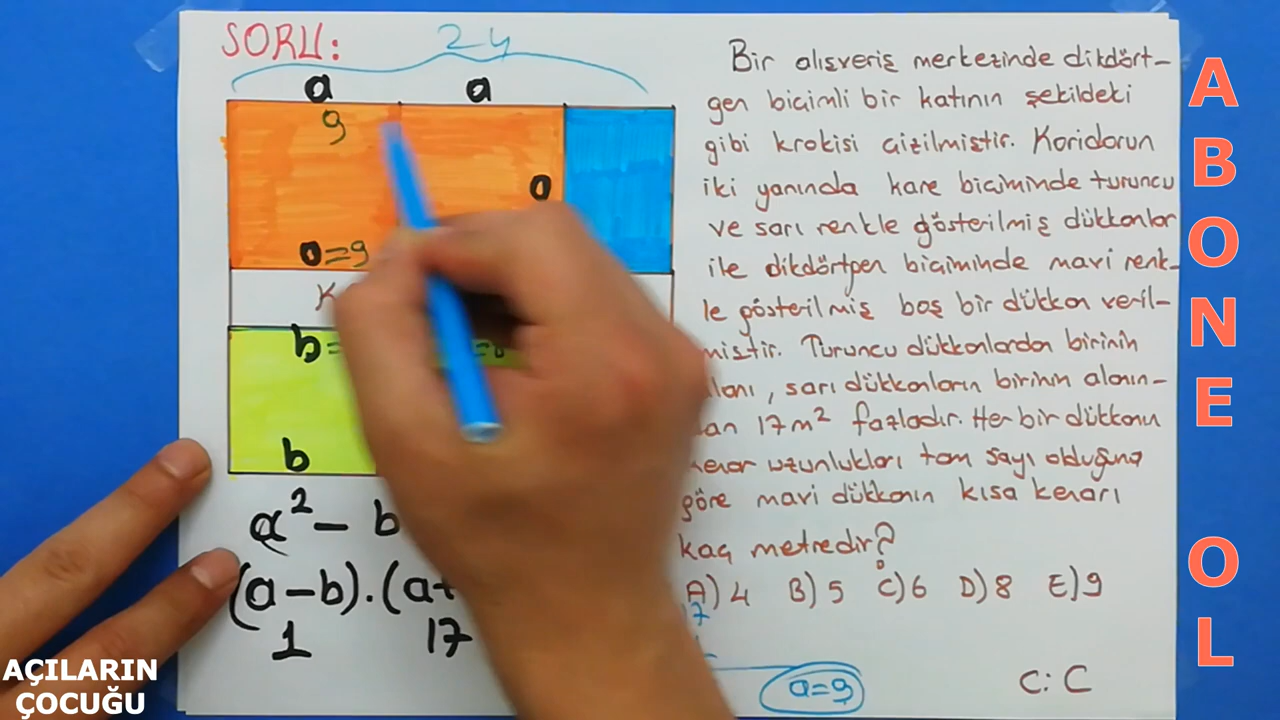 SORU:
24
a a
9
a
a=9
b=
b
a² – b
(a–b).(a+
1 17
Bir alışveriş merkezinde dikdört–
gen biçimli bir katının şekildeki
gibi krokisi çizilmiştir. Koridorun
iki yanında kare biçiminde turuncu
ve sarı renkle gösterilmiş dükkanlar
ile dikdörtgen biçiminde mavi renk–
le gösterilmiş boş bir dükkan veril–
miştir. Turuncu dükkanlardan birinin
alanı, sarı dükkanların birinin alanın–
dan 17m² fazladır. Her bir dükkanın
kenar uzunlukları tam sayı olduğuna
göre mavi dükkanın kısa kenarı
kaç metredir?
A) 4 B) 5 C) 6 D) 8 E) 9
17
a=9
C: C
ABONE
OL
AÇILARIN
ÇOCUĞU